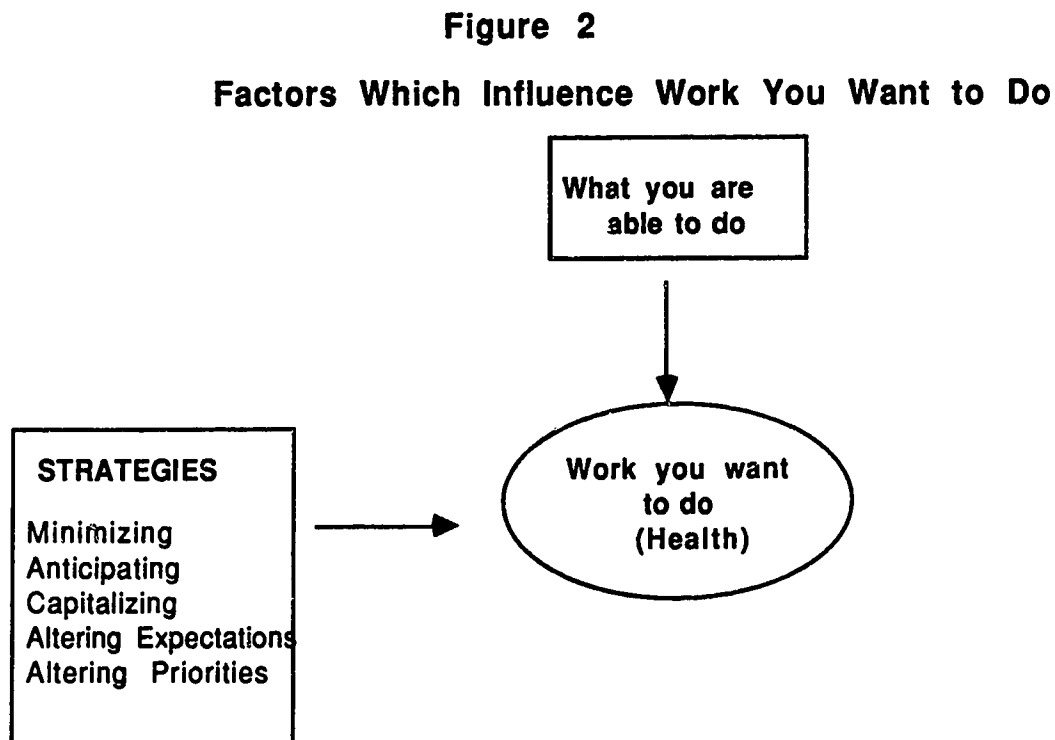 Figure 2
Factors Which Influence Work You Want to Do
What you are
able to do
Work you want
to do
(Health)
STRATEGIES
Minimizing
Anticipating
Capitalizing
Altering Expectations
Altering Priorities